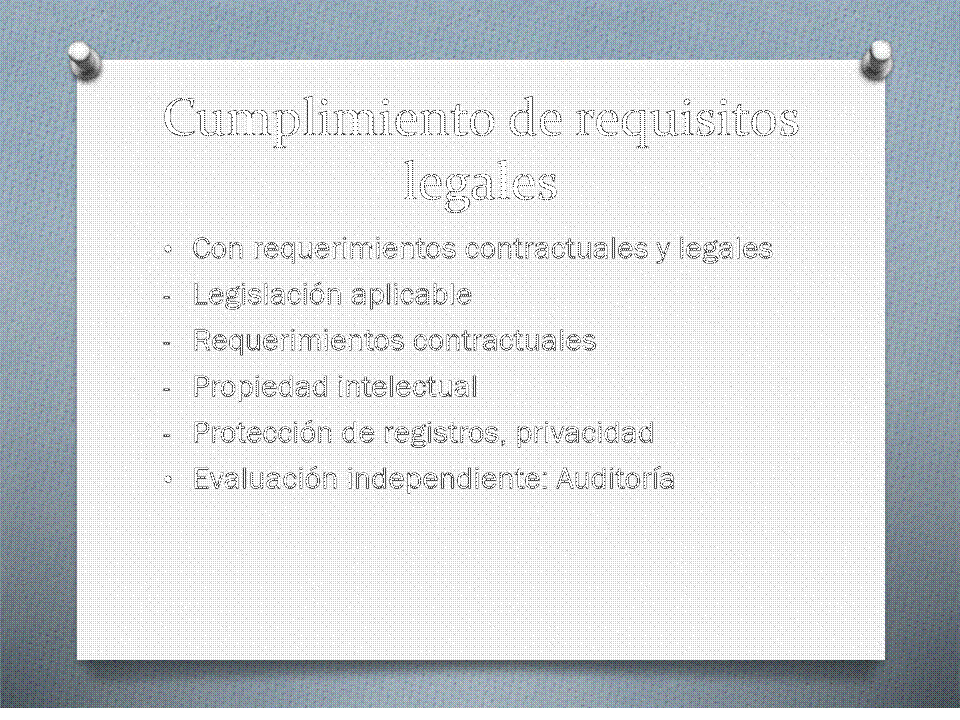 Cumplimiento de requisitos
legales
• Con requerimientos contractuales y legales
- Legislación aplicable
- Requerimientos contractuales
- Propiedad intelectual
- Protección de registros, privacidad
• Evaluación independiente: Auditoría